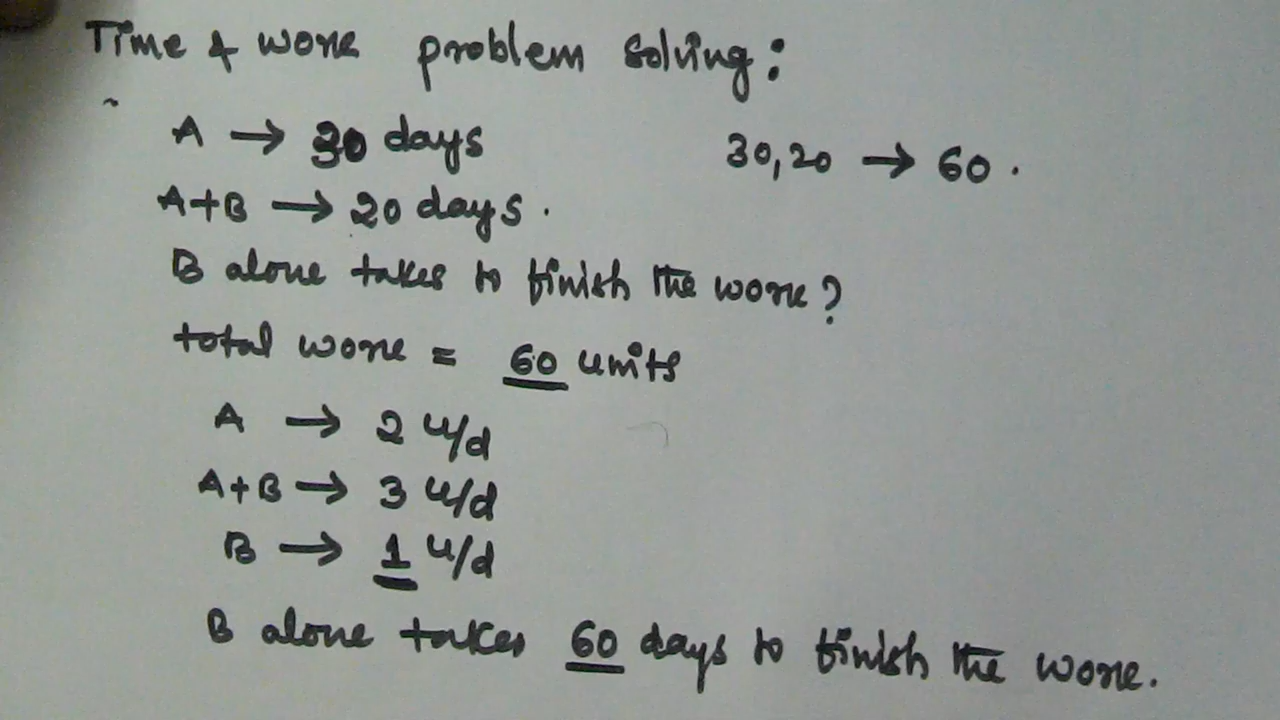 Time & work problem solving:
A → 30 days
30,20 → 60.
A+B → 20 days.
B alone takes to finish the work?
total work = 60 units
A → 2 u/d
A+B → 3 u/d
B → 1 u/d
B alone takes 60 days to finish the work.